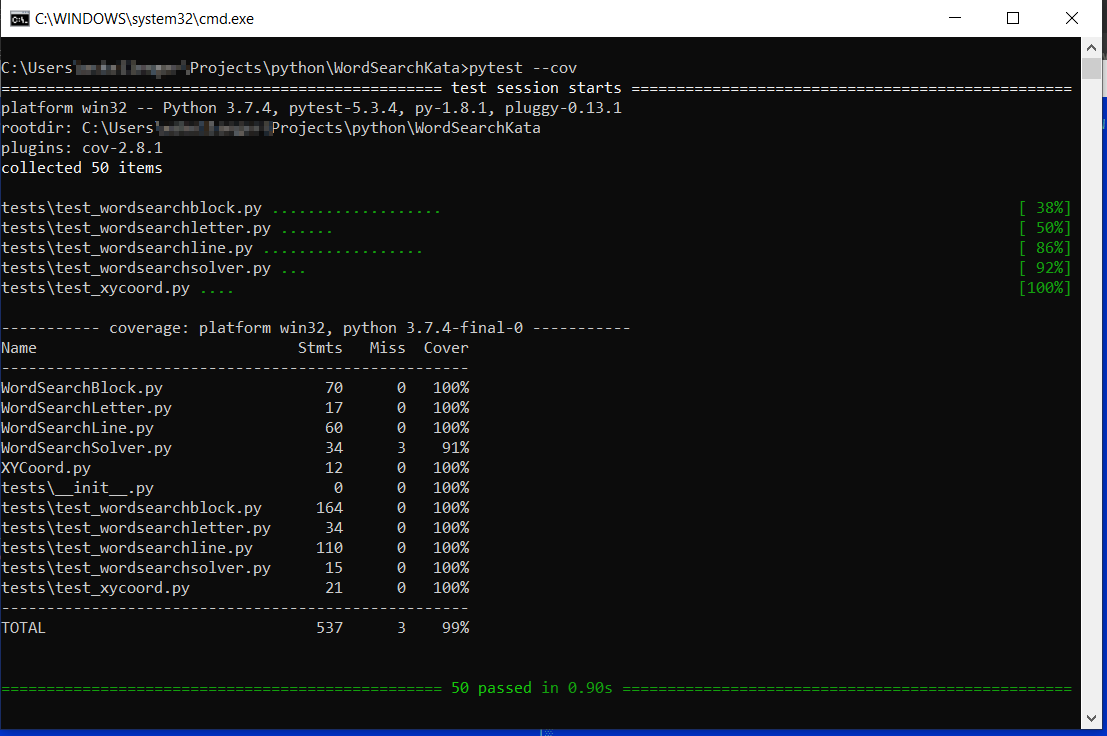 C:\WINDOWS\system32\cmd.exe
C:\Users\ \Projects\python\WordSearchKata>pytest --cov
================================================= test session starts =================================================
platform win32 -- Python 3.7.4, pytest-5.3.4, py-1.8.1, pluggy-0.13.1
rootdir: C:\Users\ \Projects\python\WordSearchKata
plugins: cov-2.8.1
collected 50 items
tests\test_wordsearchblock.py ................... [ 38%]
tests\test_wordsearchletter.py ...... [ 50%]
tests\test_wordsearchline.py .................. [ 86%]
tests\test_wordsearchsolver.py ... [ 92%]
tests\test_xycoord.py .... [100%]
----------- coverage: platform win32, python 3.7.4-final-0 -----------
Name Stmts Miss Cover
----------------------------------------------------
WordSearchBlock.py 70 0 100%
WordSearchLetter.py 17 0 100%
WordSearchLine.py 60 0 100%
WordSearchSolver.py 34 3 91%
XYCoord.py 12 0 100%
tests\__init__.py 0 0 100%
tests\test_wordsearchblock.py 164 0 100%
tests\test_wordsearchletter.py 34 0 100%
tests\test_wordsearchline.py 110 0 100%
tests\test_wordsearchsolver.py 15 0 100%
tests\test_xycoord.py 21 0 100%
----------------------------------------------------
TOTAL 537 3 99%
================================================= 50 passed in 0.90s ==================================================